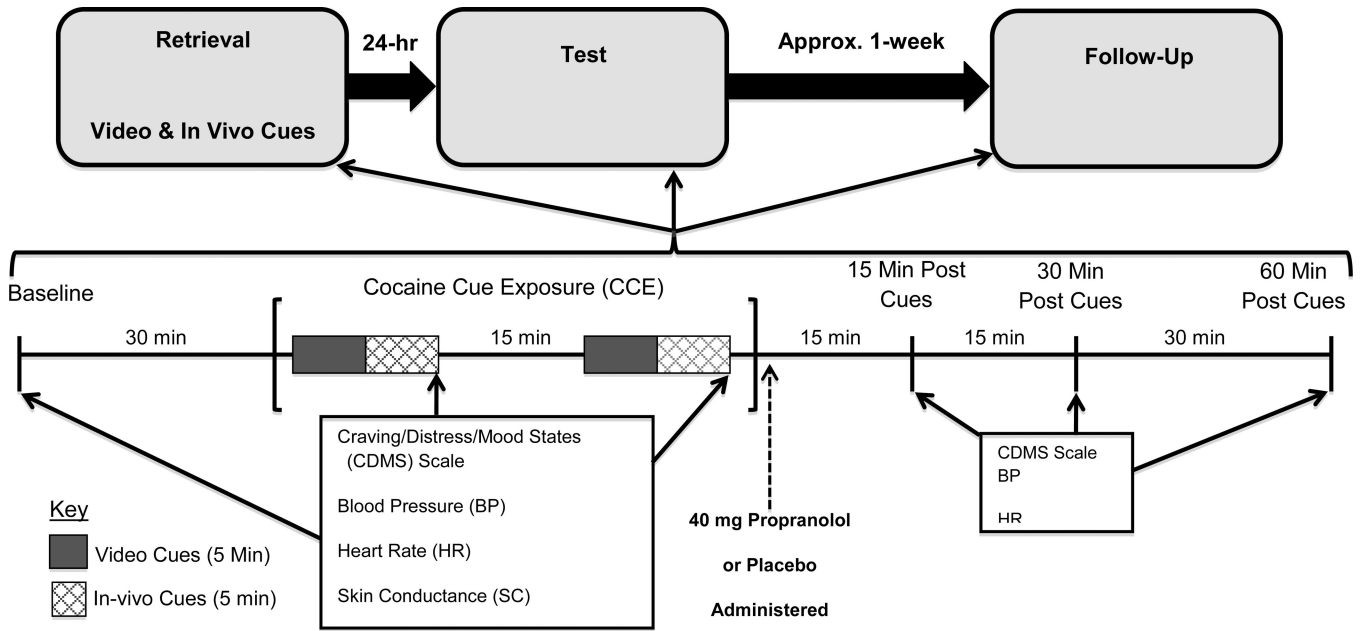 Retrieval
Video & In Vivo Cues
24-hr
Test
Approx. 1-week
Follow-Up
Baseline
Cocaine Cue Exposure (CCE)
15 Min Post
Cues
30 Min
Post Cues
60 Min
Post Cues
30 min
15 min
15 min
15 min
30 min
Craving/Distress/Mood States
(CDMS) Scale
Blood Pressure (BP)
Heart Rate (HR)
Skin Conductance (SC)
CDMS Scale
BP
HR
40 mg Propranolol
or Placebo
Administered
Key
Video Cues (5 Min)
In-vivo Cues (5 min)